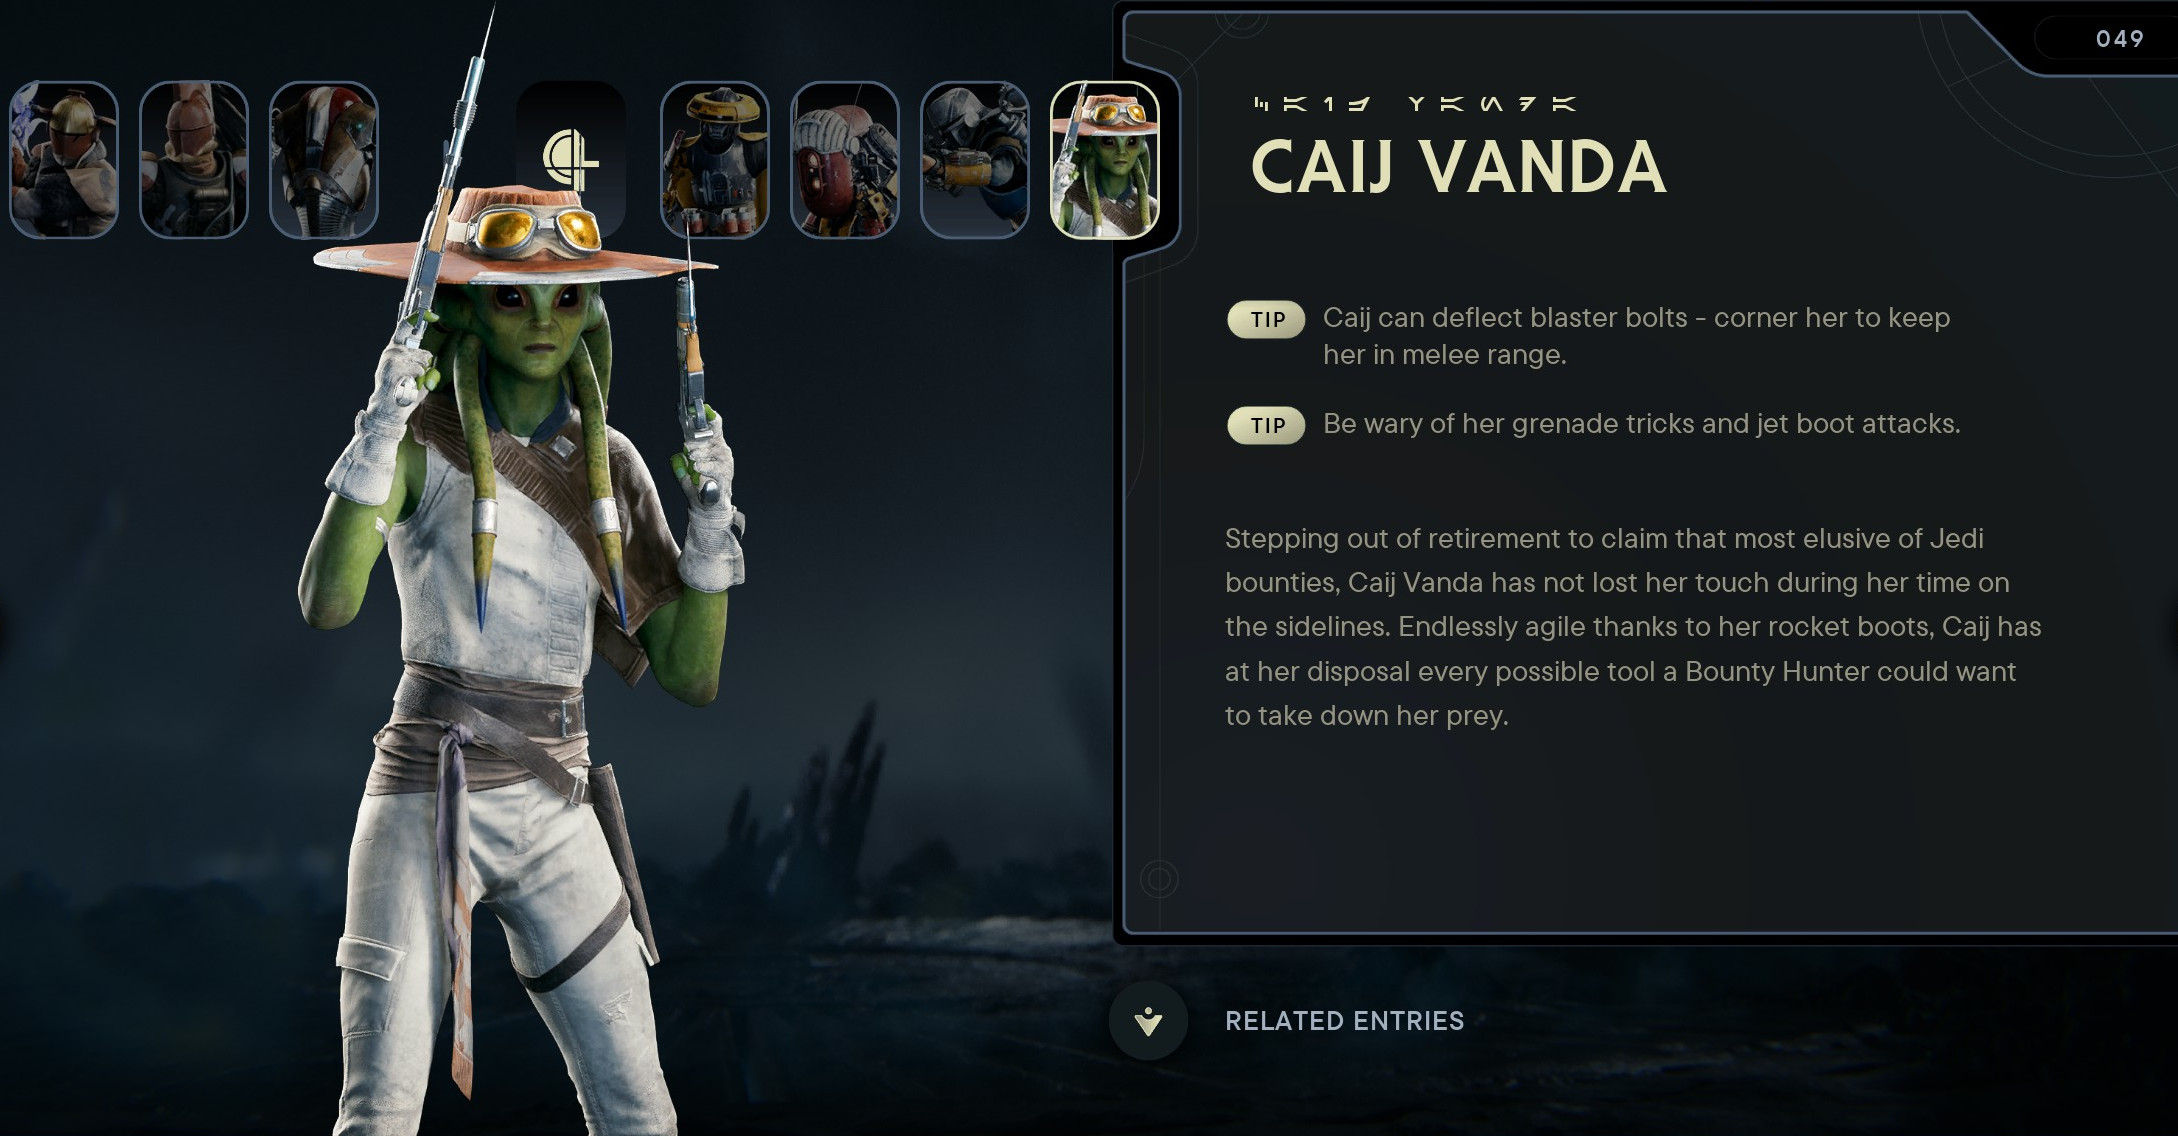 049
CAIJ VANDA
TIP Caij can deflect blaster bolts - corner her to keep
her in melee range.
TIP Be wary of her grenade tricks and jet boot attacks.
Stepping out of retirement to claim that most elusive of Jedi
bounties, Caij Vanda has not lost her touch during her time on
the sidelines. Endlessly agile thanks to her rocket boots, Caij has
at her disposal every possible tool a Bounty Hunter could want
to take down her prey.
RELATED ENTRIES